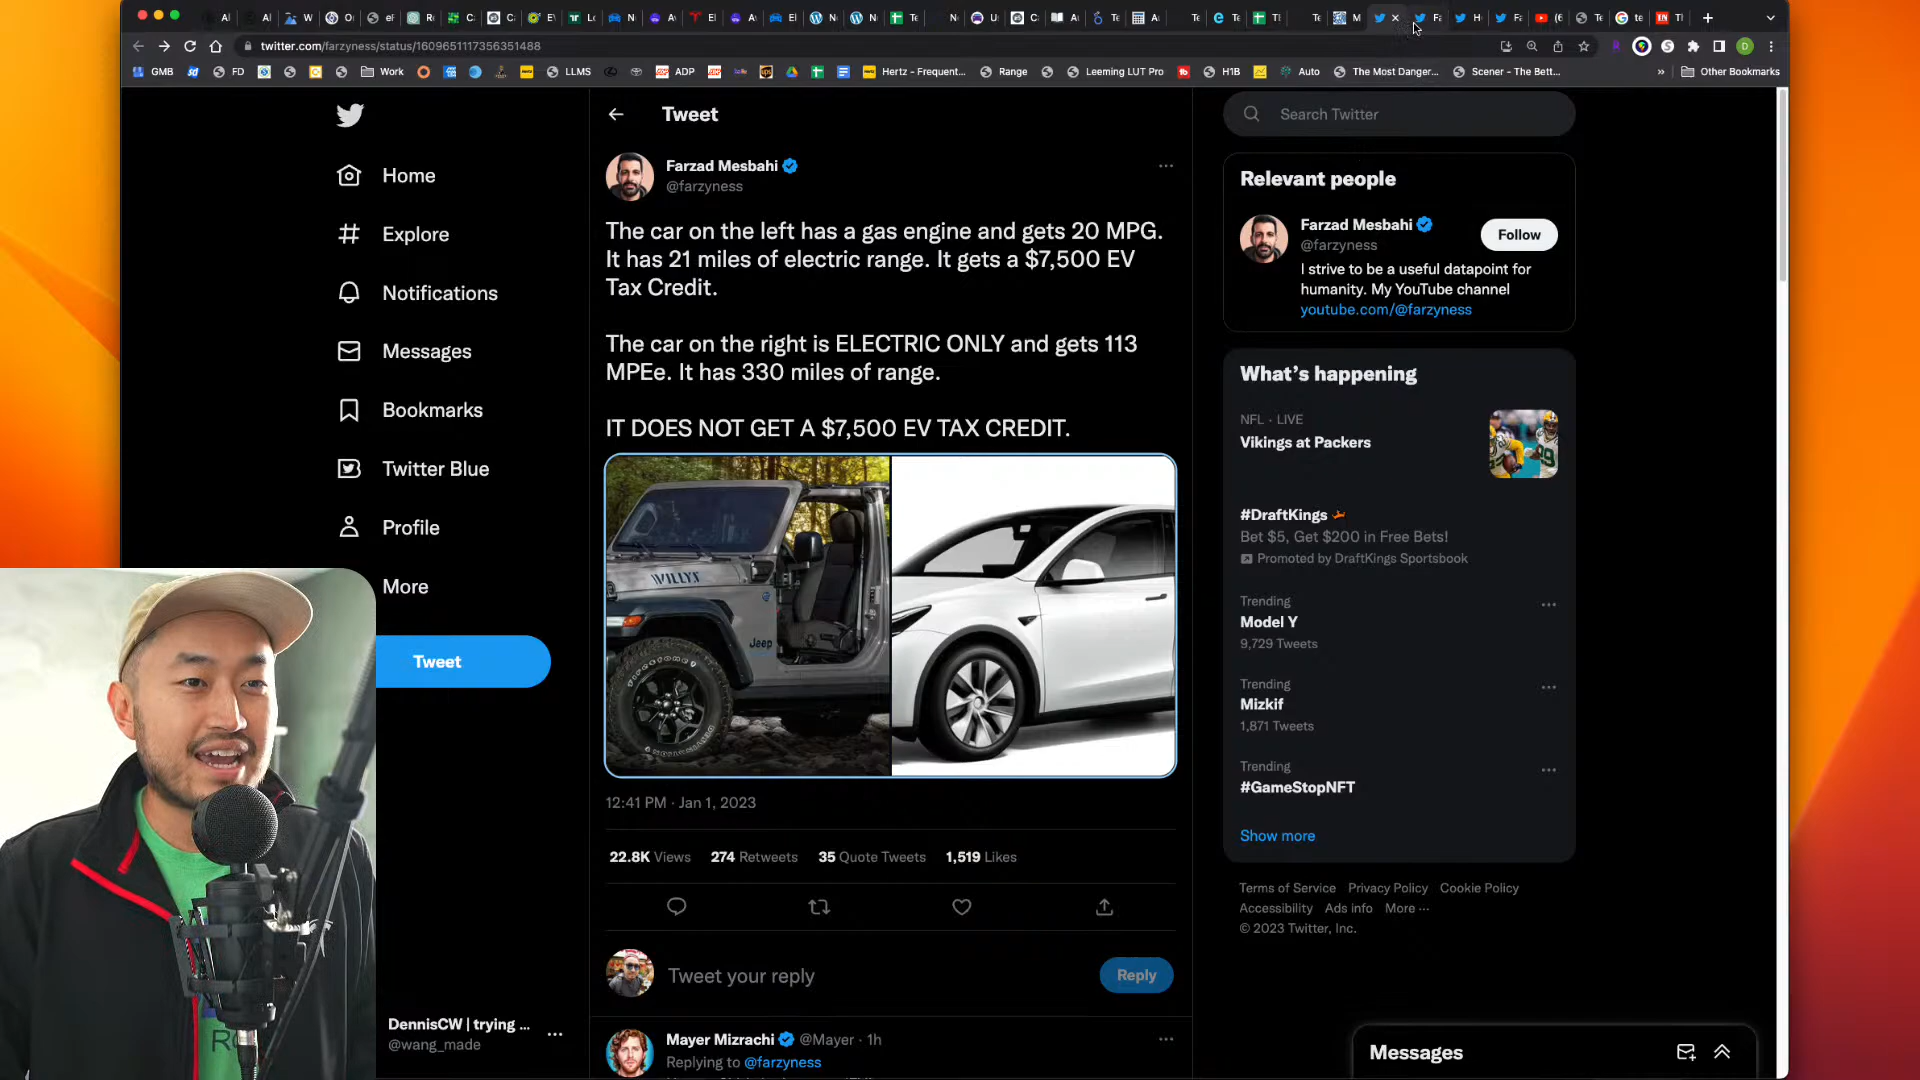 twitter.com/farzyness/status/1609651117356351488
GMB
FD
Work
LLMS
ADP
Hertz - Frequent...
Range
Leeming LUT Pro
H1B
Auto
The Most Danger...
Scener - The Bett...
»
Other Bookmarks
Home
Explore
Notifications
Messages
Bookmarks
Twitter Blue
Profile
More
Tweet
DennisCW | trying ...
@wang_made
Tweet
Farzad Mesbahi
@farzyness
The car on the left has a gas engine and gets 20 MPG.
It has 21 miles of electric range. It gets a $7,500 EV
Tax Credit.
The car on the right is ELECTRIC ONLY and gets 113
MPEe. It has 330 miles of range.
IT DOES NOT GET A $7,500 EV TAX CREDIT.
WILLYS
Jeep
12:41 PM · Jan 1, 2023
22.8K Views 274 Retweets 35 Quote Tweets 1,519 Likes
Tweet your reply
Reply
Mayer Mizrachi @Mayer · 1h
Replying to @farzyness
Search Twitter
Relevant people
Farzad Mesbahi
@farzyness
Follow
I strive to be a useful datapoint for
humanity. My YouTube channel
youtube.com/@farzyness
What's happening
NFL · LIVE
Vikings at Packers
#DraftKings
Bet $5, Get $200 in Free Bets!
Promoted by DraftKings Sportsbook
Trending
Model Y
9,729 Tweets
Trending
Mizkif
1,871 Tweets
Trending
#GameStopNFT
Show more
Terms of Service Privacy Policy Cookie Policy
Accessibility Ads info More ···
© 2023 Twitter, Inc.
Messages